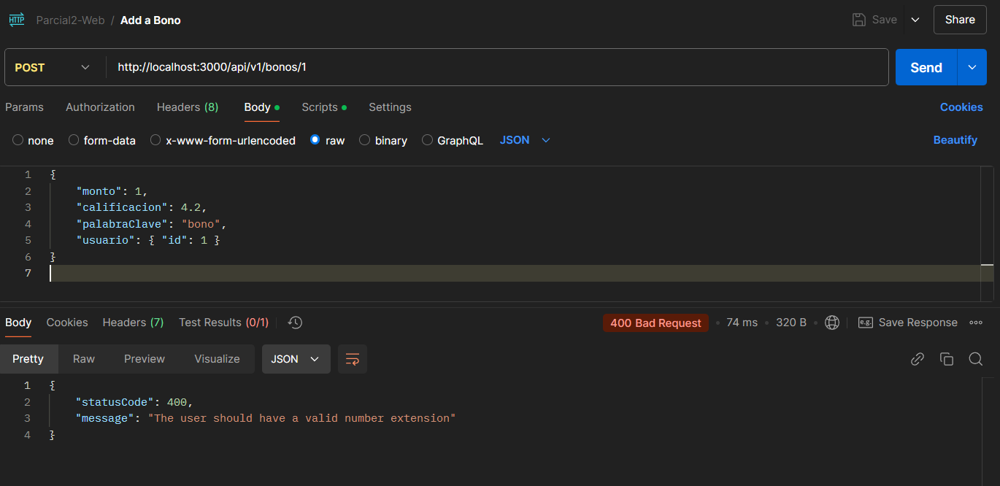 HTTP Parcial2-Web / Add a Bono Save Share
POST http://localhost:3000/api/v1/bonos/1 Send
Params Authorization Headers (8) Body Scripts Settings Cookies
none form-data x-www-form-urlencoded raw binary GraphQL JSON Beautify
1 {
2 "monto": 1,
3 "calificacion": 4.2,
4 "palabraClave": "bono",
5 "usuario": { "id": 1 }
6 }
7
Body Cookies Headers (7) Test Results (0/1) 400 Bad Request 74 ms 320 B e.g. Save Response
Pretty Raw Preview Visualize JSON
1 {
2 "statusCode": 400,
3 "message": "The user should have a valid number extension"
4 }